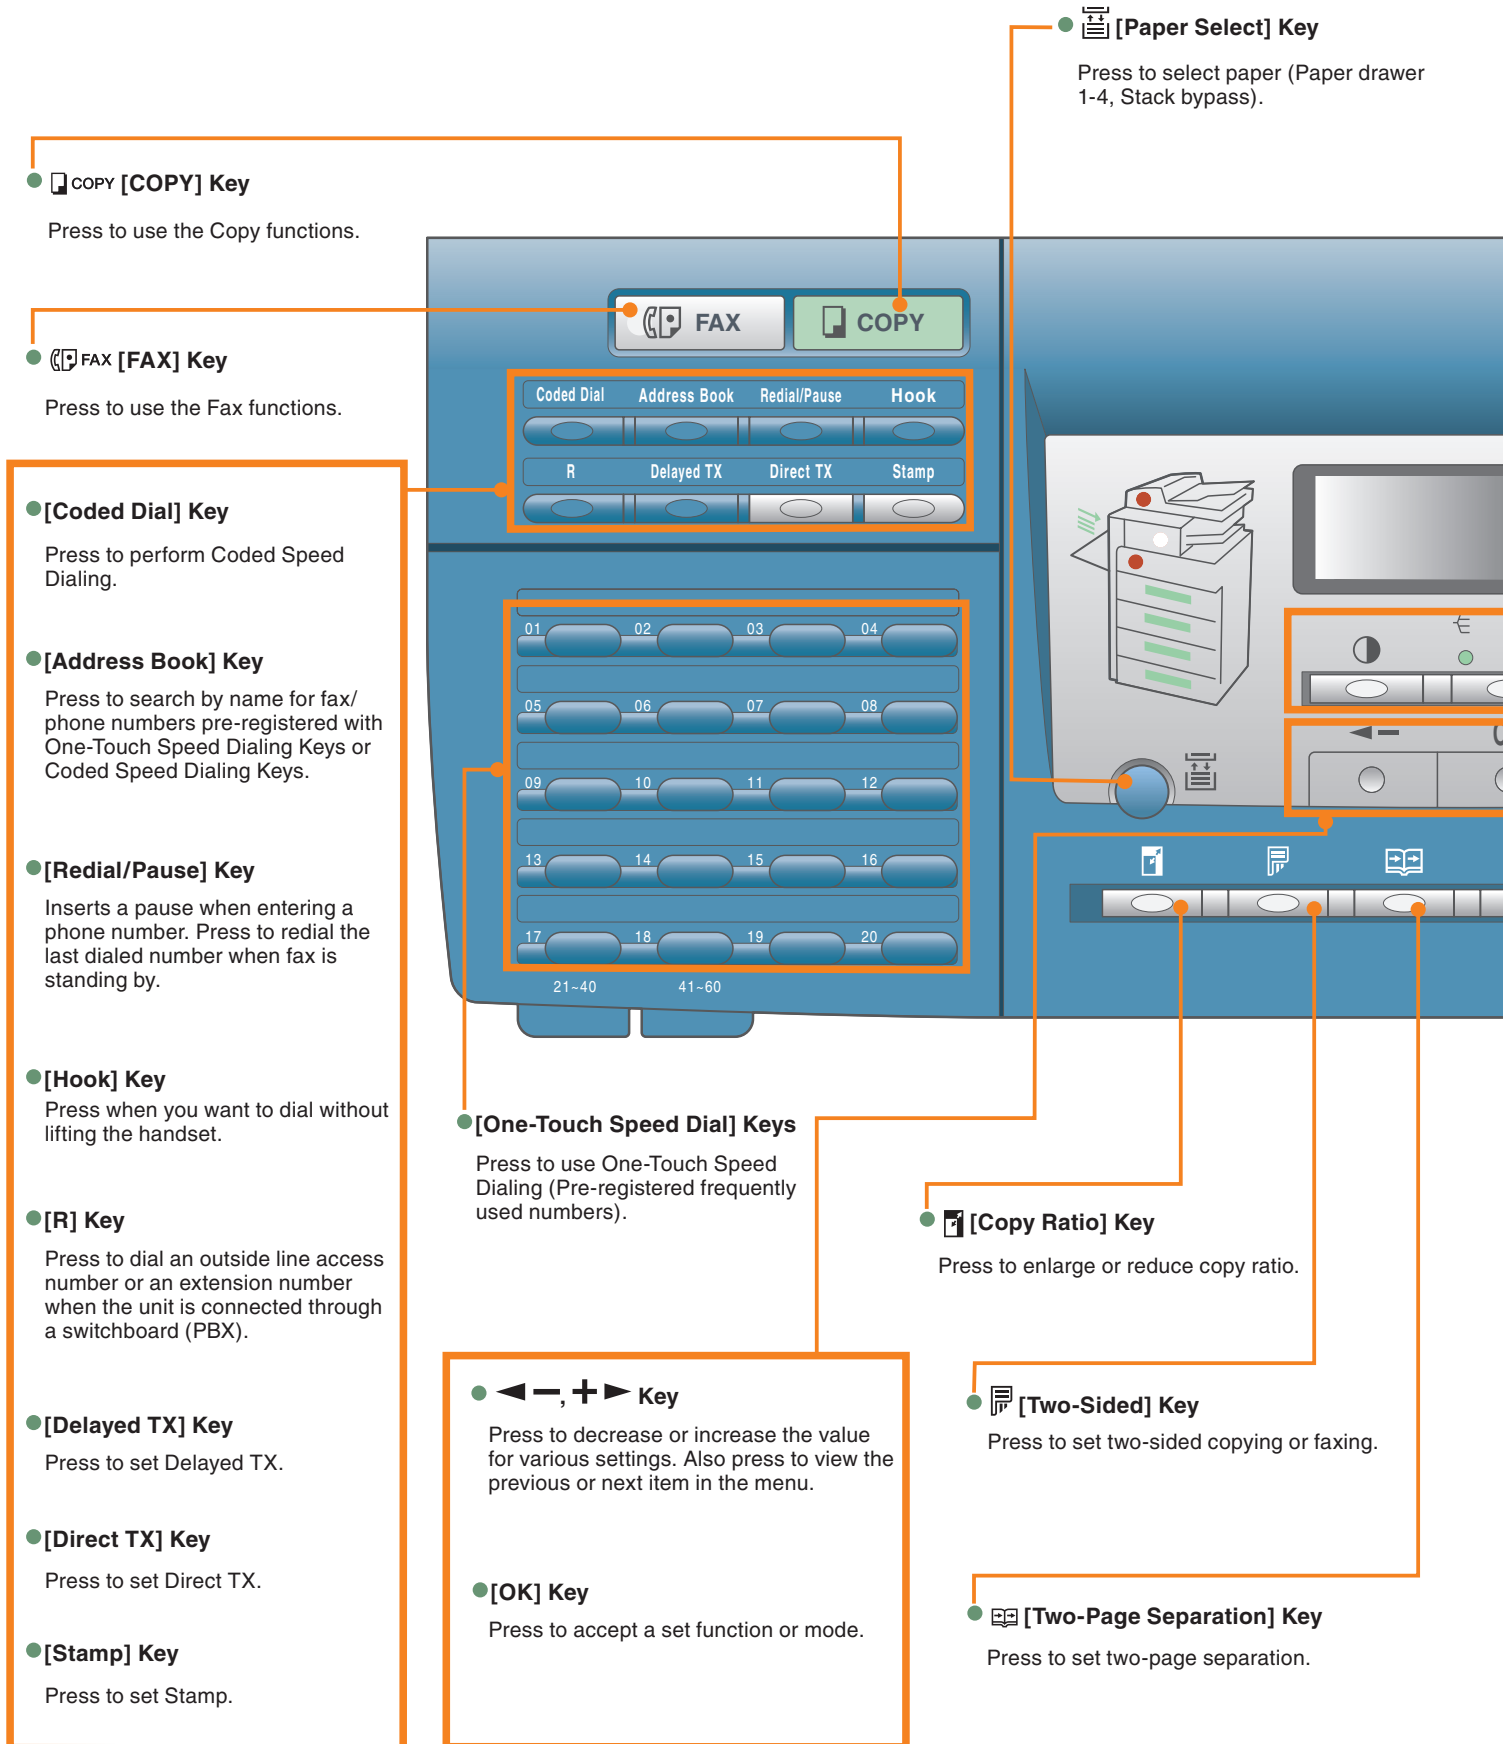 [Paper Select] Key
Press to select paper (Paper drawer
1-4, Stack bypass).
COPY [COPY] Key
Press to use the Copy functions.
FAX [FAX] Key
Press to use the Fax functions.
[Coded Dial] Key
Press to perform Coded Speed
Dialing.
[Address Book] Key
Press to search by name for fax/
phone numbers pre-registered with
One-Touch Speed Dialing Keys or
Coded Speed Dialing Keys.
[Redial/Pause] Key
Inserts a pause when entering a
phone number. Press to redial the
last dialed number when fax is
standing by.
[Hook] Key
Press when you want to dial without
lifting the handset.
[R] Key
Press to dial an outside line access
number or an extension number
when the unit is connected through
a switchboard (PBX).
[Delayed TX] Key
Press to set Delayed TX.
[Direct TX] Key
Press to set Direct TX.
[Stamp] Key
Press to set Stamp.
FAX COPY
Coded Dial Address Book Redial/Pause Hook
R Delayed TX Direct TX Stamp
01 02 03 04
05 06 07 08
09 10 11 12
13 14 15 16
17 18 19 20
21~40 41~60
[One-Touch Speed Dial] Keys
Press to use One-Touch Speed
Dialing (Pre-registered frequently
used numbers).
◄ −, + ► Key
Press to decrease or increase the value
for various settings. Also press to view the
previous or next item in the menu.
[OK] Key
Press to accept a set function or mode.
[Copy Ratio] Key
Press to enlarge or reduce copy ratio.
[Two-Sided] Key
Press to set two-sided copying or faxing.
[Two-Page Separation] Key
Press to set two-page separation.